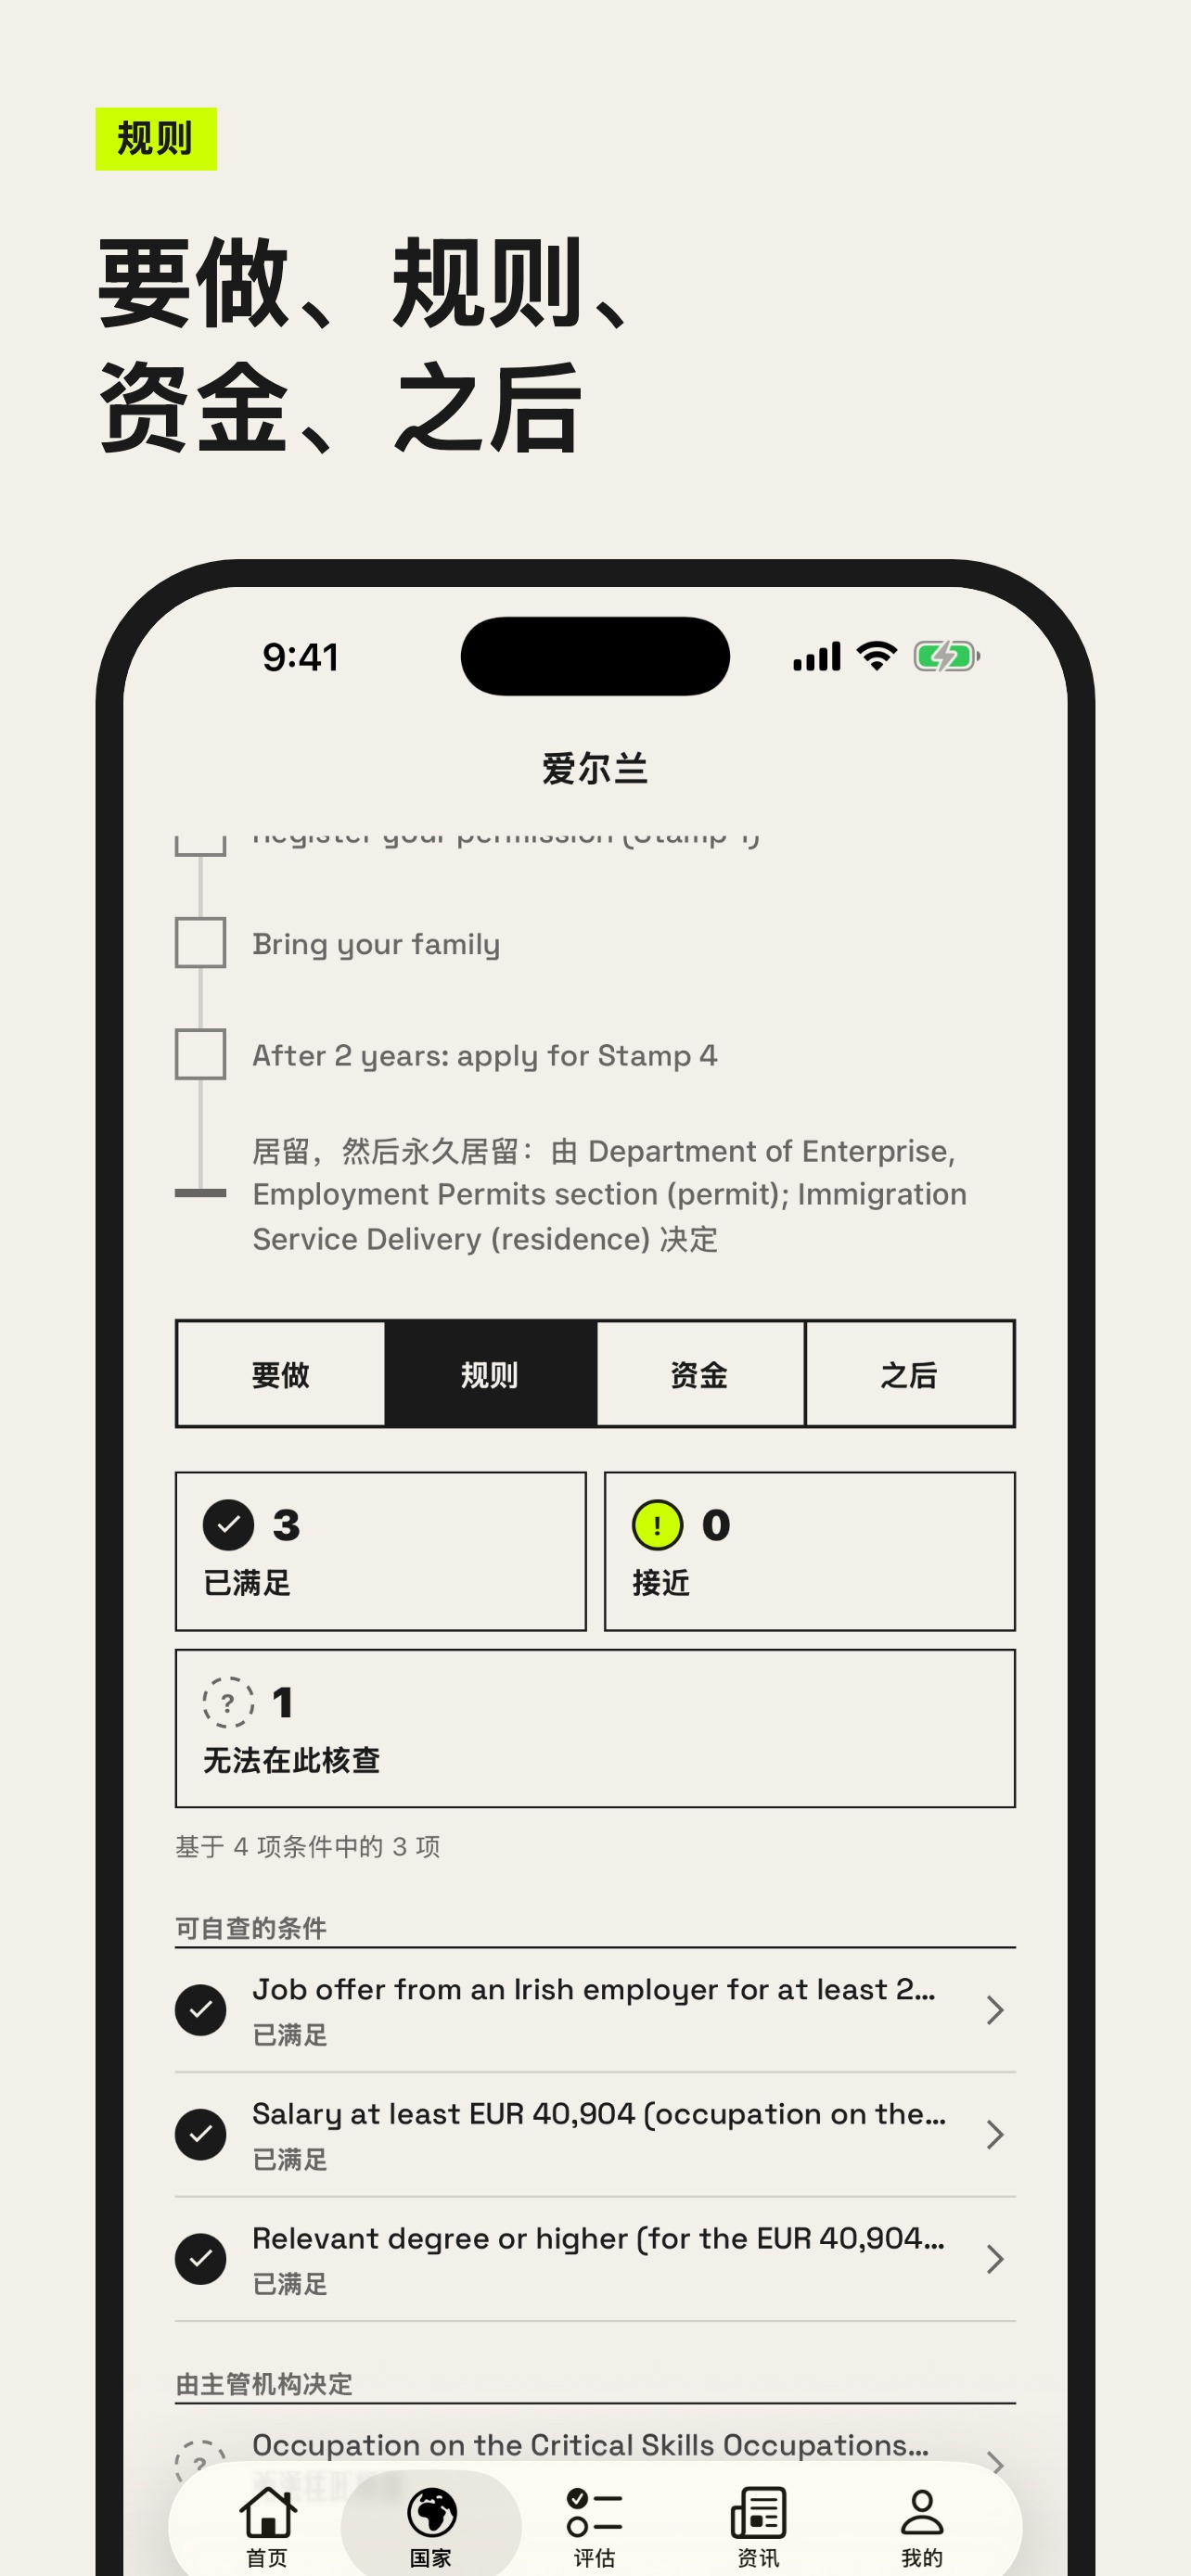 规则
要做、规则、
资金、之后
9:41
爱尔兰
Register your permission (Stamp 1)
Bring your family
After 2 years: apply for Stamp 4
居留，然后永久居留：由 Department of Enterprise,
Employment Permits section (permit); Immigration
Service Delivery (residence) 决定
要做
规则
资金
之后
3
已满足
! 0
接近
? 1
无法在此核查
基于 4 项条件中的 3 项
可自查的条件
Job offer from an Irish employer for at least 2...
已满足
Salary at least EUR 40,904 (occupation on the...
已满足
Relevant degree or higher (for the EUR 40,904...
已满足
由主管机构决定
? Occupation on the Critical Skills Occupations...
首页
国家
评估
资讯
我的